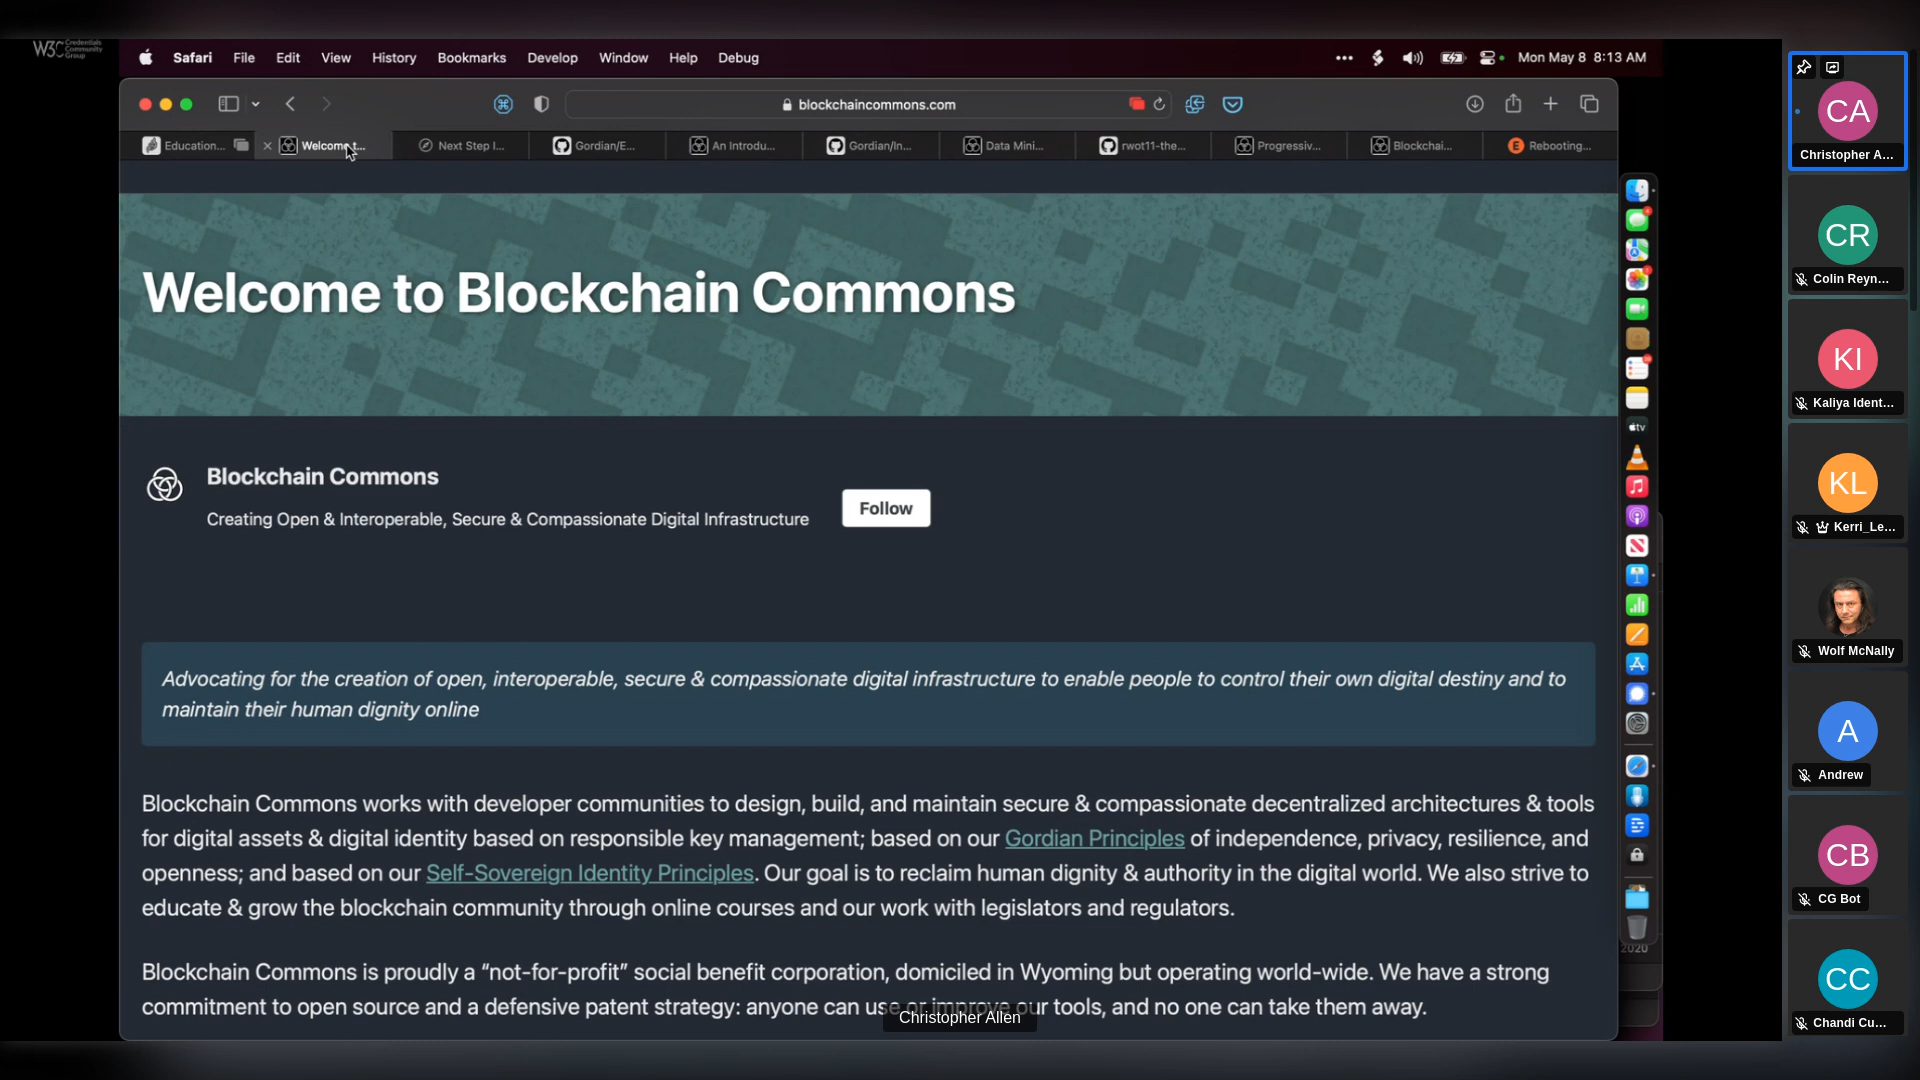 W3C Credentials
Community
Group
Safari File Edit View History Bookmarks Develop Window Help Debug
Mon May 8 8:13 AM
blockchaincommons.com
Education... Welcome t... Next Step I... Gordian/E... An Introdu... Gordian/In... Data Mini... rwot11-the... Progressiv... Blockchai... Rebooting...
Welcome to Blockchain Commons
Blockchain Commons
Creating Open & Interoperable, Secure & Compassionate Digital Infrastructure
Follow
Advocating for the creation of open, interoperable, secure & compassionate digital infrastructure to enable people to control their own digital destiny and to
maintain their human dignity online
Blockchain Commons works with developer communities to design, build, and maintain secure & compassionate decentralized architectures & tools
for digital assets & digital identity based on responsible key management; based on our Gordian Principles of independence, privacy, resilience, and
openness; and based on our Self-Sovereign Identity Principles. Our goal is to reclaim human dignity & authority in the digital world. We also strive to
educate & grow the blockchain community through online courses and our work with legislators and regulators.
Blockchain Commons is proudly a “not-for-profit” social benefit corporation, domiciled in Wyoming but operating world-wide. We have a strong
commitment to open source and a defensive patent strategy: anyone can use or improve our tools, and no one can take them away.
Christopher Allen
tv
2020
CA
Christopher A...
CR
Colin Reyn...
KI
Kaliya Ident...
KL
Kerri_Le...
Wolf McNally
A
Andrew
CB
CG Bot
CC
Chandi Cu...